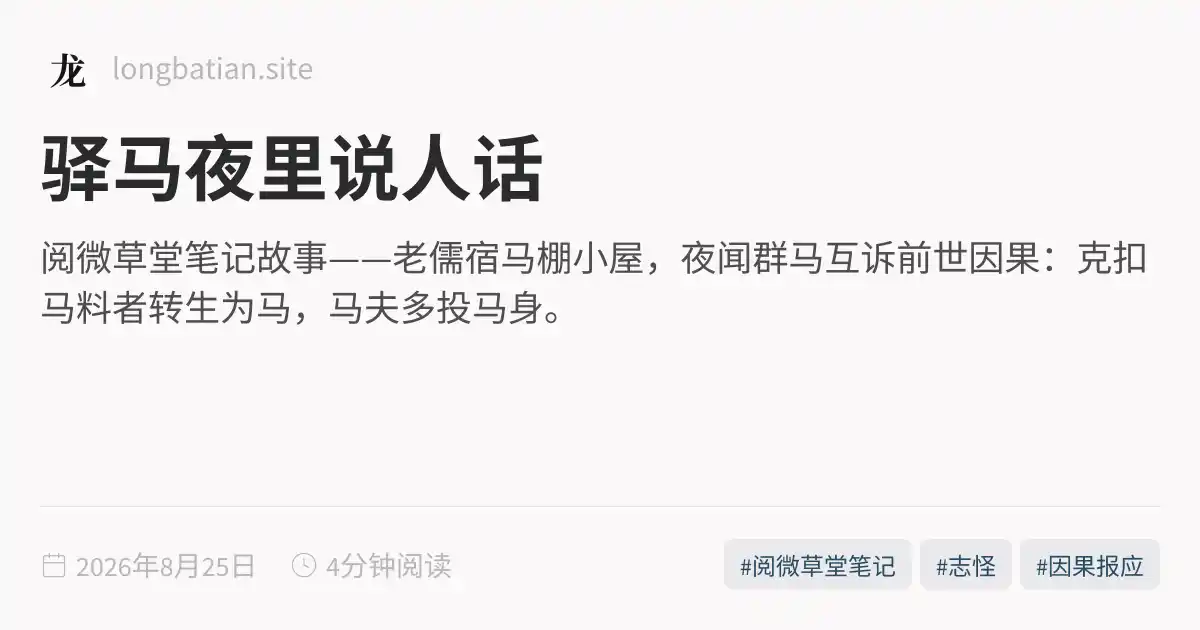 龙 longbatian.site
驿马夜里说人话
阅微草堂笔记故事——老儒宿马棚小屋，夜闻群马互诉前世因果：克扣
马料者转生为马，马夫多投马身。
2026年8月25日 4分钟阅读 #阅微草堂笔记 #志怪 #因果报应